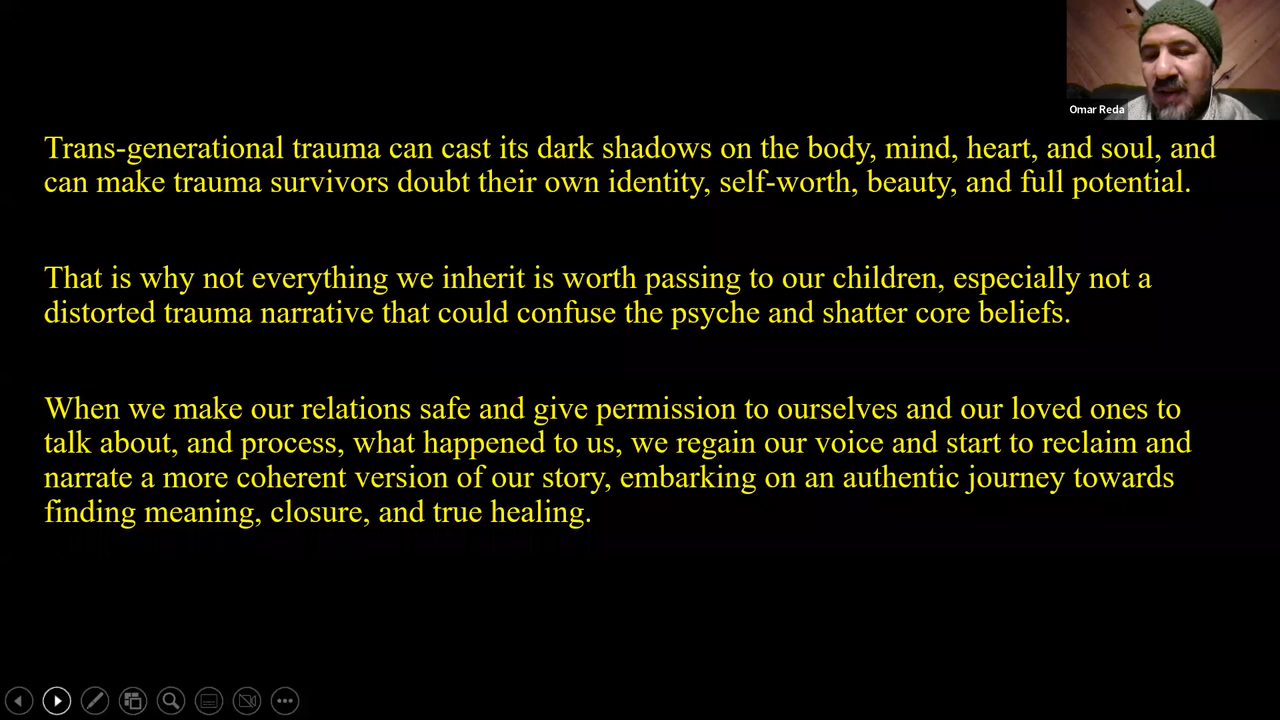 Omar Reda
Trans-generational trauma can cast its dark shadows on the body, mind, heart, and soul, and
can make trauma survivors doubt their own identity, self-worth, beauty, and full potential.
That is why not everything we inherit is worth passing to our children, especially not a
distorted trauma narrative that could confuse the psyche and shatter core beliefs.
When we make our relations safe and give permission to ourselves and our loved ones to
talk about, and process, what happened to us, we regain our voice and start to reclaim and
narrate a more coherent version of our story, embarking on an authentic journey towards
finding meaning, closure, and true healing.